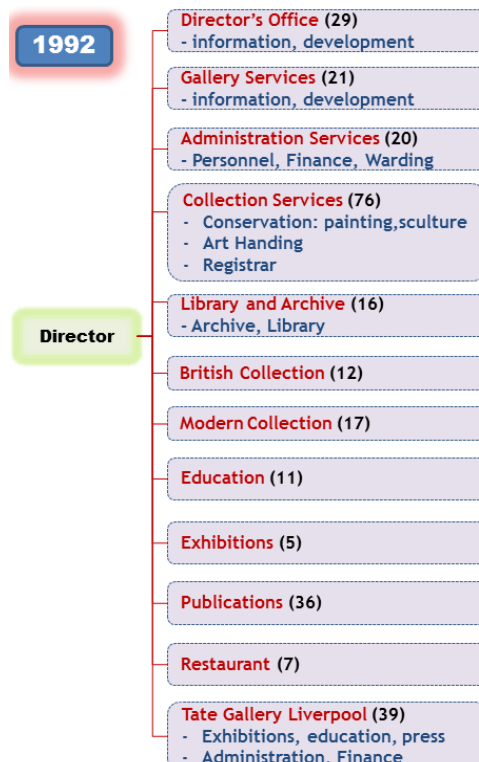 1992
Director's Office (29)
- information, development
Gallery Services (21)
- information, development
Administration Services (20)
- Personnel, Finance, Warding
Collection Services (76)
- Conservation: painting,sculture
- Art Handing
- Registrar
Library and Archive (16)
- Archive, Library
Director
British Collection (12)
Modern Collection (17)
Education (11)
Exhibitions (5)
Publications (36)
Restaurant (7)
Tate Gallery Liverpool (39)
- Exhibitions, education, press
- Administration, Finance